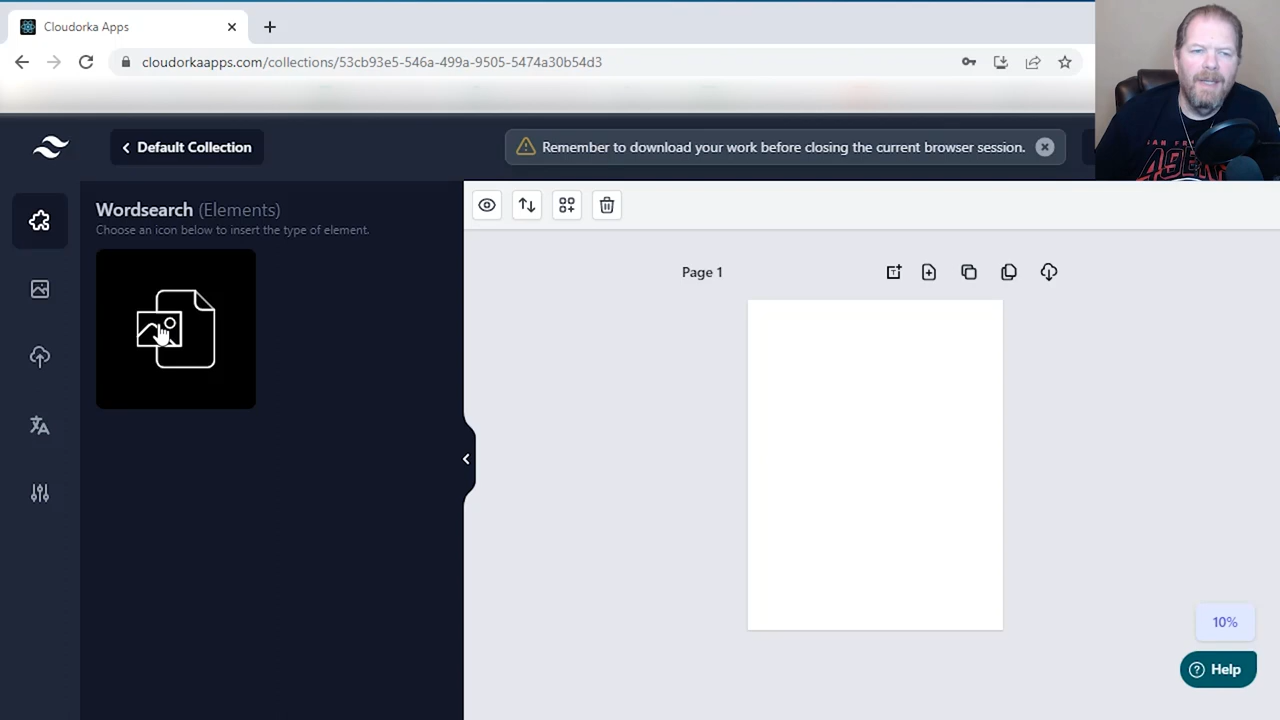 Cloudorka Apps
cloudorkaapps.com/collections/53cb93e5-546a-499a-9505-5474a30b54d3
Default Collection
Remember to download your work before closing the current browser session.
Wordsearch (Elements)
Choose an icon below to insert the type of element.
Page 1
10%
Help
49ERS